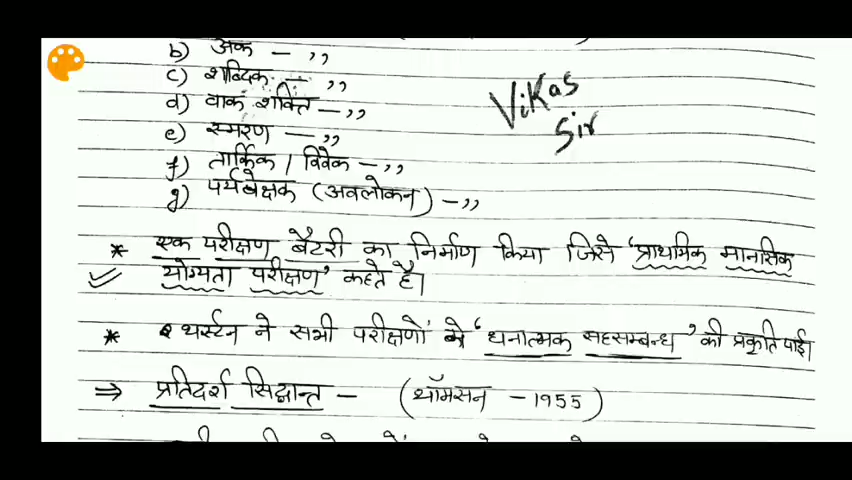 b) अंक – ,,
c) शाब्दिक – ,,
d) वाक् शक्ति – ,,
e) स्मरण – ,,
f) तार्किक / विवेक – ,,
g) पर्यवेक्षक (अवलोकन) – ,,
Vikas
Sir
* एक परीक्षण बैटरी का निर्माण किया जिसे 'प्राथमिक मानसिक
योग्यता परीक्षण' कहते है।
* थर्स्टन ने सभी परीक्षणों मे 'धनात्मक सहसम्बन्ध' की प्रकृति पाई।
⇒ प्रतिदर्श सिद्धान्त – (थॉमसन – 1955)